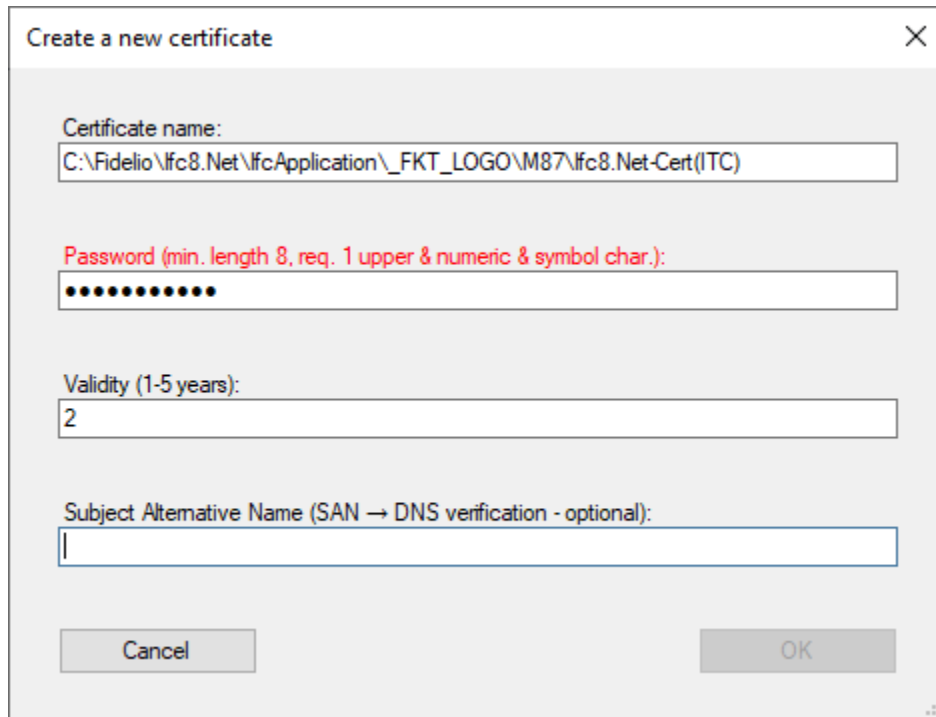 Create a new certificate
Certificate name:
C:\Fidelio\Ifc8.Net\IfcApplication\_FKT_LOGO\M87\Ifc8.Net-Cert(ITC)
Password (min. length 8, req. 1 upper & numeric & symbol char.):
●●●●●●●●●●●
Validity (1-5 years):
2
Subject Alternative Name (SAN → DNS verification - optional):
Cancel
OK